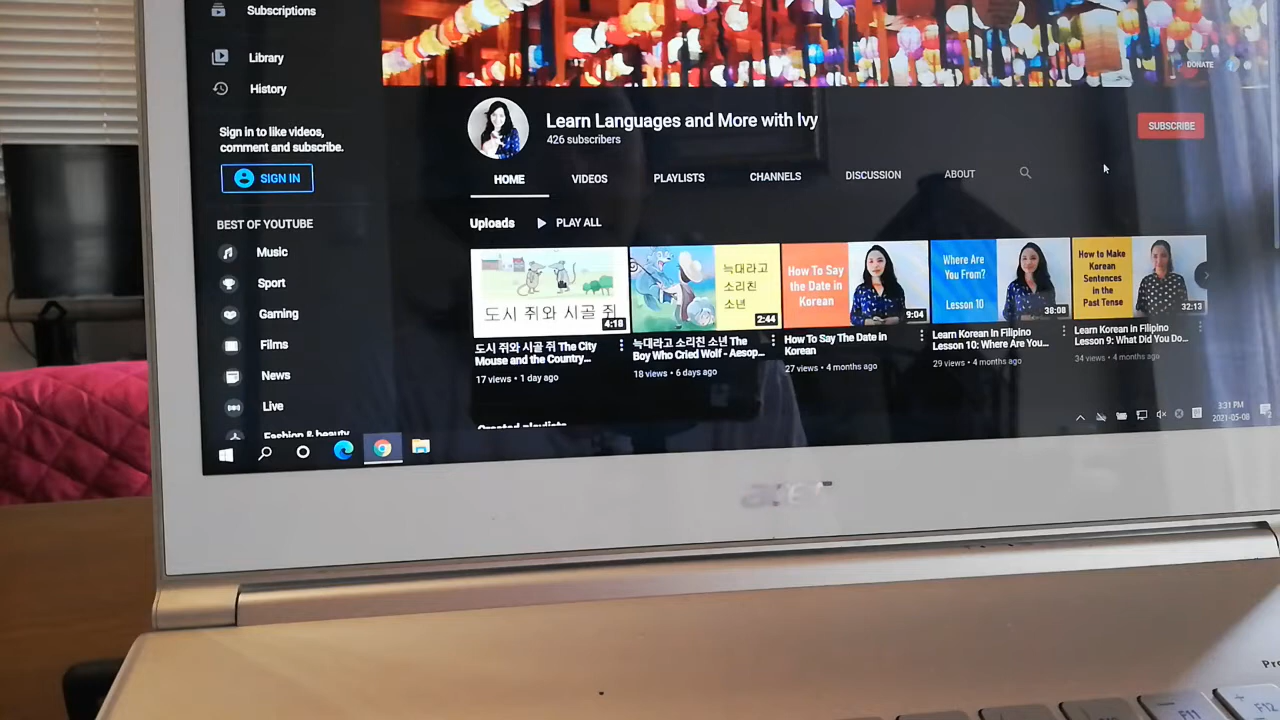 Subscriptions
Library
History
Sign in to like videos,
comment and subscribe.
SIGN IN
BEST OF YOUTUBE
Music
Sport
Gaming
Films
News
Live
Fashion & beauty
DONATE
Learn Languages and More with Ivy
426 subscribers
SUBSCRIBE
HOME VIDEOS PLAYLISTS CHANNELS DISCUSSION ABOUT
Uploads PLAY ALL
도시 쥐와 시골 쥐
4:18
도시 쥐와 시골 쥐 The City
Mouse and the Country...
17 views • 1 day ago
늑대라고
소리친
소년
2:44
늑대라고 소리친 소년 The
Boy Who Cried Wolf - Aesop...
18 views • 6 days ago
How To Say
the Date in
Korean
9:04
How To Say The Date in
Korean
27 views • 4 months ago
Where Are
You From?
Lesson 10
38:08
Learn Korean In Filipino
Lesson 10: Where Are You...
29 views • 4 months ago
How to Make
Korean
Sentences
in the
Past Tense
32:13
Learn Korean in Filipino
Lesson 9: What Did You Do...
34 views • 4 months ago
Created playlists
3:31 PM
2021-05-08
acer
F11
F12